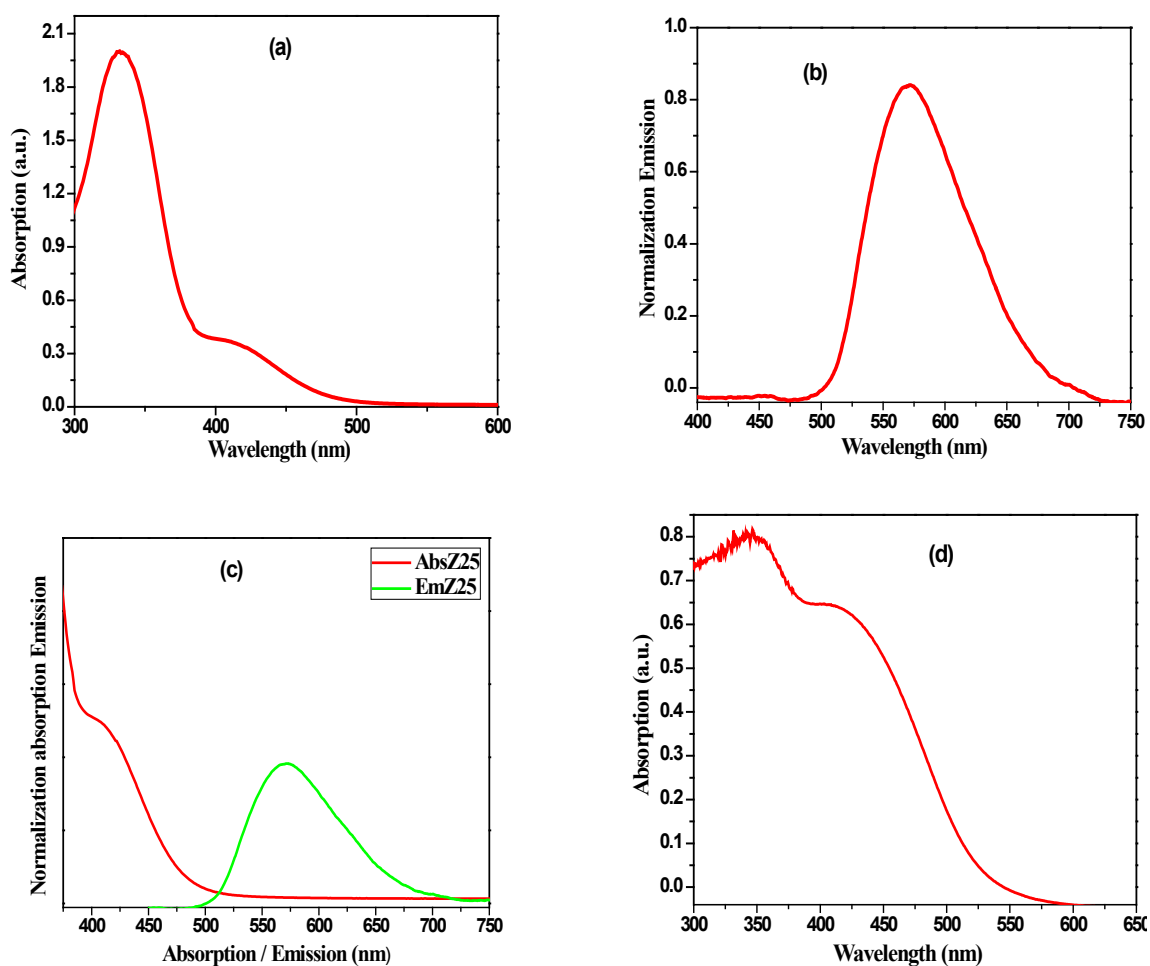 (a)
Absorption (a.u.)
2.1
1.8
1.5
1.2
0.9
0.6
0.3
0.0
300 400 500 600
Wavelength (nm)
(b)
Normalization Emission
1.0
0.8
0.6
0.4
0.2
0.0
400 450 500 550 600 650 700 750
Wavelength (nm)
(c)
AbsZ25
EmZ25
Normalization absorption Emission
400 450 500 550 600 650 700 750
Absorption / Emission (nm)
(d)
Absorption (a.u.)
0.8
0.7
0.6
0.5
0.4
0.3
0.2
0.1
0.0
300 350 400 450 500 550 600 650
Wavelength (nm)